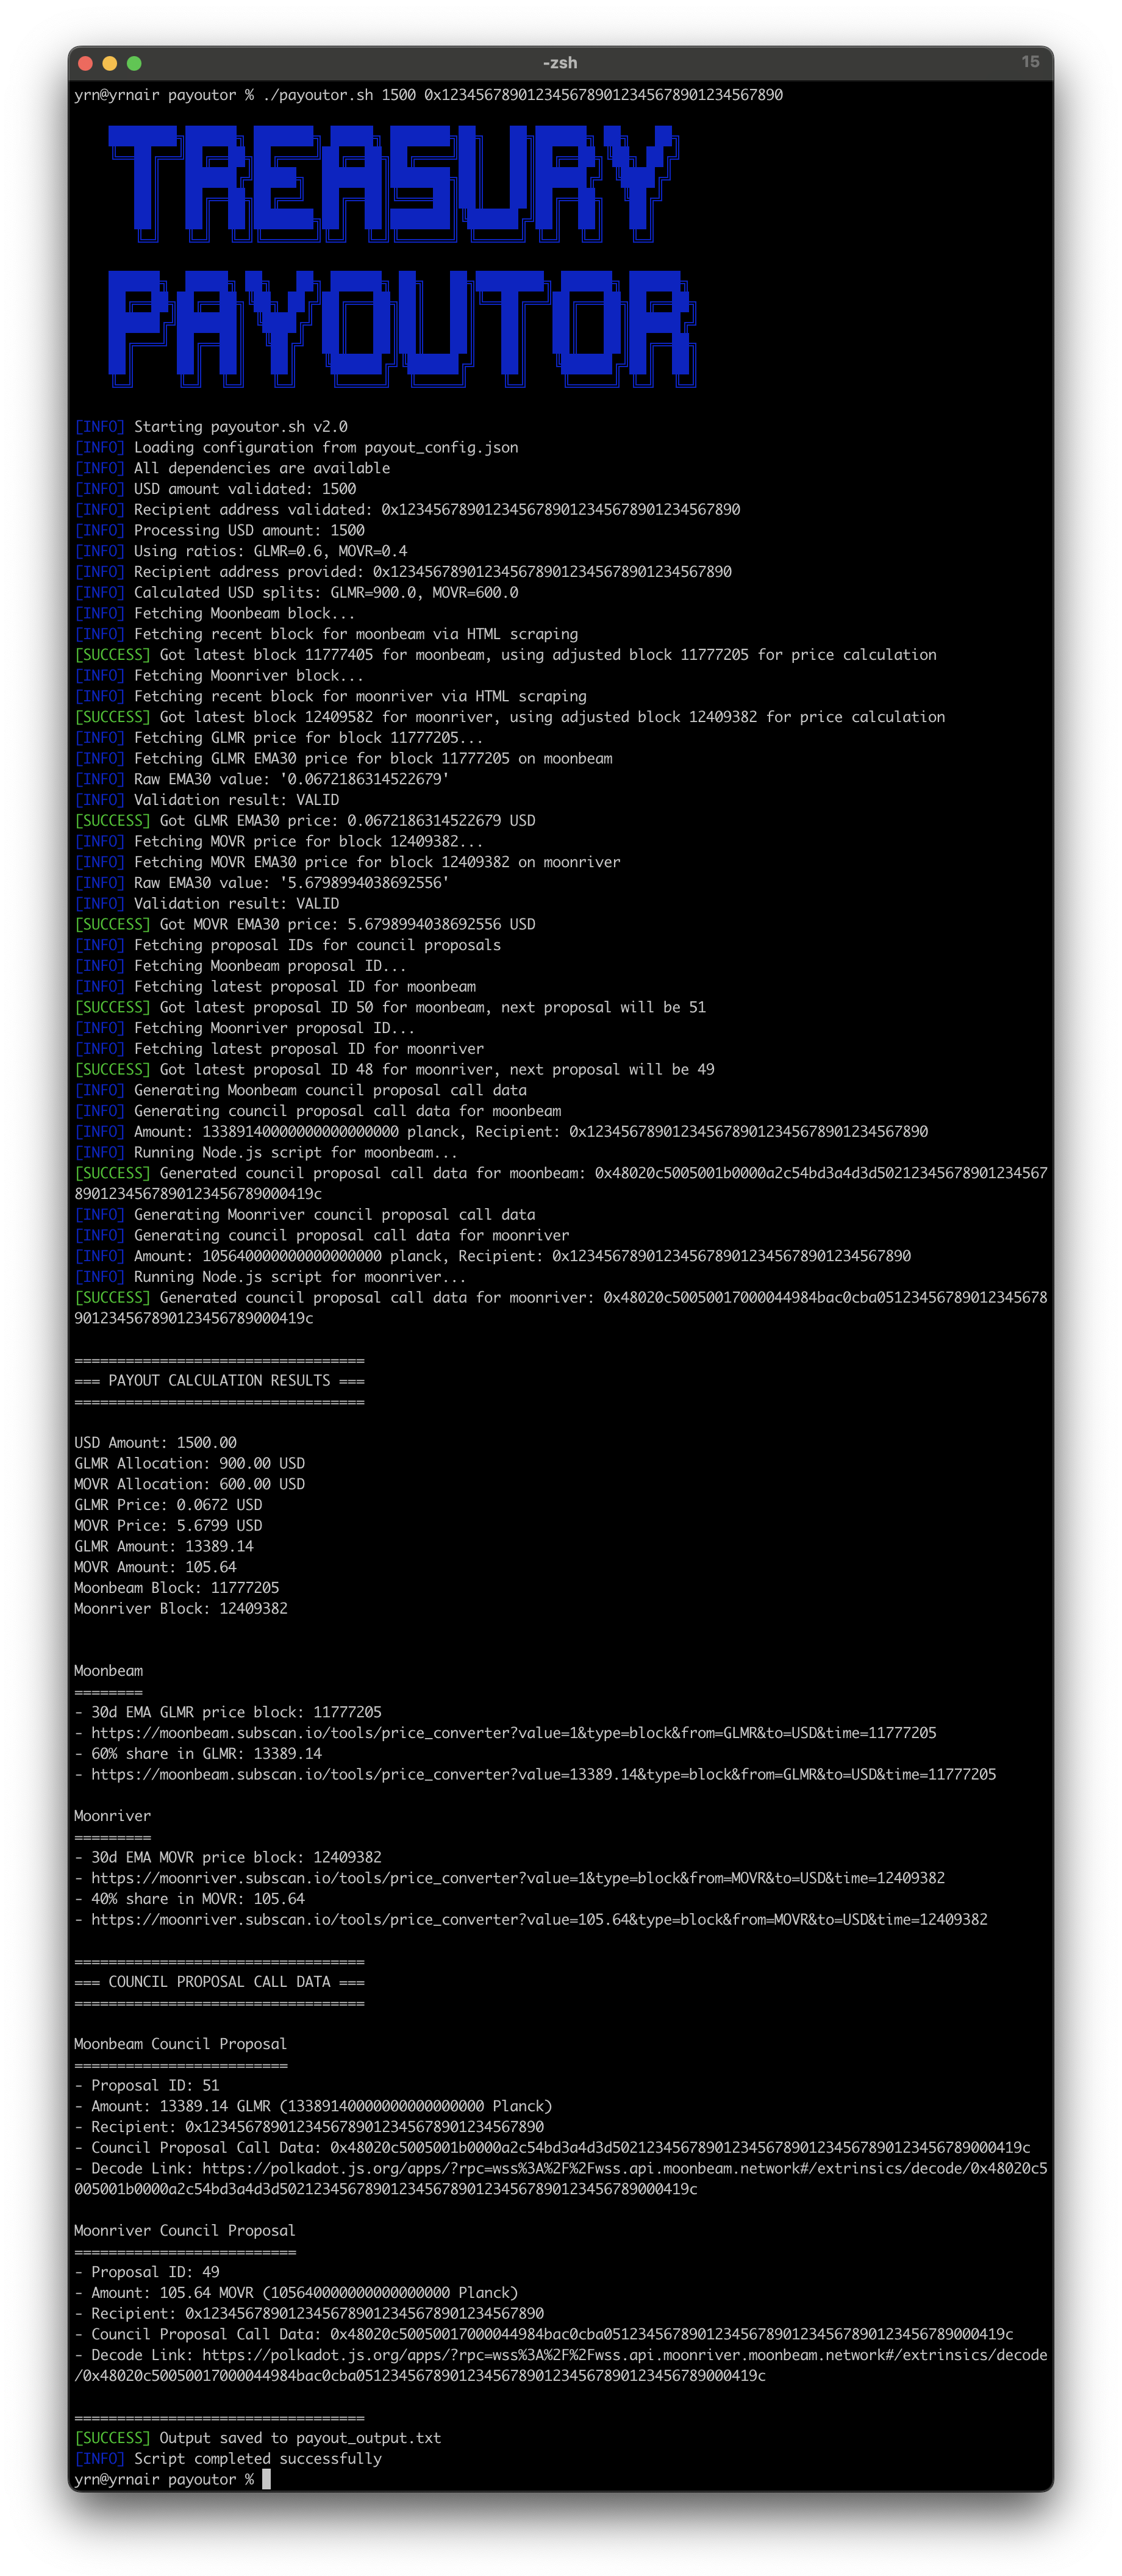 -zsh
15
yrn@yrnair payoutor % ./payoutor.sh 1500 0x1234567890123456789012345678901234567890
TREASURY
PAYOUTOR
[INFO] Starting payoutor.sh v2.0
[INFO] Loading configuration from payout_config.json
[INFO] All dependencies are available
[INFO] USD amount validated: 1500
[INFO] Recipient address validated: 0x1234567890123456789012345678901234567890
[INFO] Processing USD amount: 1500
[INFO] Using ratios: GLMR=0.6, MOVR=0.4
[INFO] Recipient address provided: 0x1234567890123456789012345678901234567890
[INFO] Calculated USD splits: GLMR=900.0, MOVR=600.0
[INFO] Fetching Moonbeam block...
[INFO] Fetching recent block for moonbeam via HTML scraping
[SUCCESS] Got latest block 11777405 for moonbeam, using adjusted block 11777205 for price calculation
[INFO] Fetching Moonriver block...
[INFO] Fetching recent block for moonriver via HTML scraping
[SUCCESS] Got latest block 12409582 for moonriver, using adjusted block 12409382 for price calculation
[INFO] Fetching GLMR price for block 11777205...
[INFO] Fetching GLMR EMA30 price for block 11777205 on moonbeam
[INFO] Raw EMA30 value: '0.0672186314522679'
[INFO] Validation result: VALID
[SUCCESS] Got GLMR EMA30 price: 0.0672186314522679 USD
[INFO] Fetching MOVR price for block 12409382...
[INFO] Fetching MOVR EMA30 price for block 12409382 on moonriver
[INFO] Raw EMA30 value: '5.6798994038692556'
[INFO] Validation result: VALID
[SUCCESS] Got MOVR EMA30 price: 5.6798994038692556 USD
[INFO] Fetching proposal IDs for council proposals
[INFO] Fetching Moonbeam proposal ID...
[INFO] Fetching latest proposal ID for moonbeam
[SUCCESS] Got latest proposal ID 50 for moonbeam, next proposal will be 51
[INFO] Fetching Moonriver proposal ID...
[INFO] Fetching latest proposal ID for moonriver
[SUCCESS] Got latest proposal ID 48 for moonriver, next proposal will be 49
[INFO] Generating Moonbeam council proposal call data
[INFO] Generating council proposal call data for moonbeam
[INFO] Amount: 13389140000000000000000 planck, Recipient: 0x1234567890123456789012345678901234567890
[INFO] Running Node.js script for moonbeam...
[SUCCESS] Generated council proposal call data for moonbeam: 0x48020c5005001b0000a2c54bd3a4d3d50212345678901234567
8901234567890123456789000419c
[INFO] Generating Moonriver council proposal call data
[INFO] Generating council proposal call data for moonriver
[INFO] Amount: 105640000000000000000 planck, Recipient: 0x1234567890123456789012345678901234567890
[INFO] Running Node.js script for moonriver...
[SUCCESS] Generated council proposal call data for moonriver: 0x48020c50050017000044984bac0cba05123456789012345678
901234567890123456789000419c
==================================
=== PAYOUT CALCULATION RESULTS ===
==================================
USD Amount: 1500.00
GLMR Allocation: 900.00 USD
MOVR Allocation: 600.00 USD
GLMR Price: 0.0672 USD
MOVR Price: 5.6799 USD
GLMR Amount: 13389.14
MOVR Amount: 105.64
Moonbeam Block: 11777205
Moonriver Block: 12409382
Moonbeam
========
- 30d EMA GLMR price block: 11777205
- https://moonbeam.subscan.io/tools/price_converter?value=1&type=block&from=GLMR&to=USD&time=11777205
- 60% share in GLMR: 13389.14
- https://moonbeam.subscan.io/tools/price_converter?value=13389.14&type=block&from=GLMR&to=USD&time=11777205
Moonriver
=========
- 30d EMA MOVR price block: 12409382
- https://moonriver.subscan.io/tools/price_converter?value=1&type=block&from=MOVR&to=USD&time=12409382
- 40% share in MOVR: 105.64
- https://moonriver.subscan.io/tools/price_converter?value=105.64&type=block&from=MOVR&to=USD&time=12409382
==================================
=== COUNCIL PROPOSAL CALL DATA ===
==================================
Moonbeam Council Proposal
=========================
- Proposal ID: 51
- Amount: 13389.14 GLMR (13389140000000000000000 Planck)
- Recipient: 0x1234567890123456789012345678901234567890
- Council Proposal Call Data: 0x48020c5005001b0000a2c54bd3a4d3d502123456789012345678901234567890123456789000419c
- Decode Link: https://polkadot.js.org/apps/?rpc=wss%3A%2F%2Fwss.api.moonbeam.network#/extrinsics/decode/0x48020c5
005001b0000a2c54bd3a4d3d502123456789012345678901234567890123456789000419c
Moonriver Council Proposal
==========================
- Proposal ID: 49
- Amount: 105.64 MOVR (105640000000000000000 Planck)
- Recipient: 0x1234567890123456789012345678901234567890
- Council Proposal Call Data: 0x48020c50050017000044984bac0cba05123456789012345678901234567890123456789000419c
- Decode Link: https://polkadot.js.org/apps/?rpc=wss%3A%2F%2Fwss.api.moonriver.moonbeam.network#/extrinsics/decode
/0x48020c50050017000044984bac0cba05123456789012345678901234567890123456789000419c
==================================
[SUCCESS] Output saved to payout_output.txt
[INFO] Script completed successfully
yrn@yrnair payoutor %